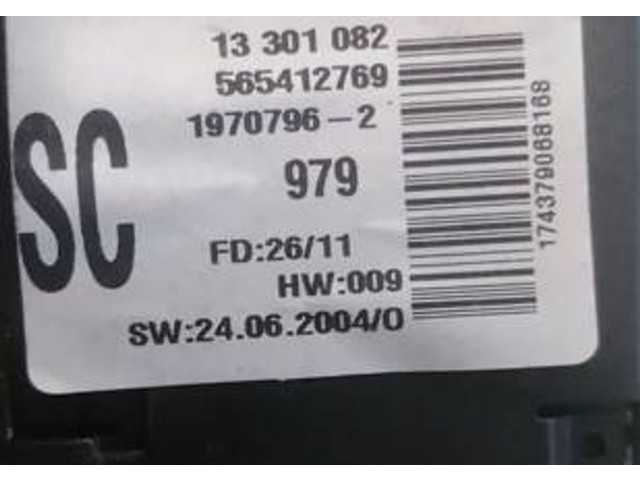 13 301 082
565412769
1970796-2
SC
979
FD:26/11
HW:009
SW:24.06.2004/0
174379068168